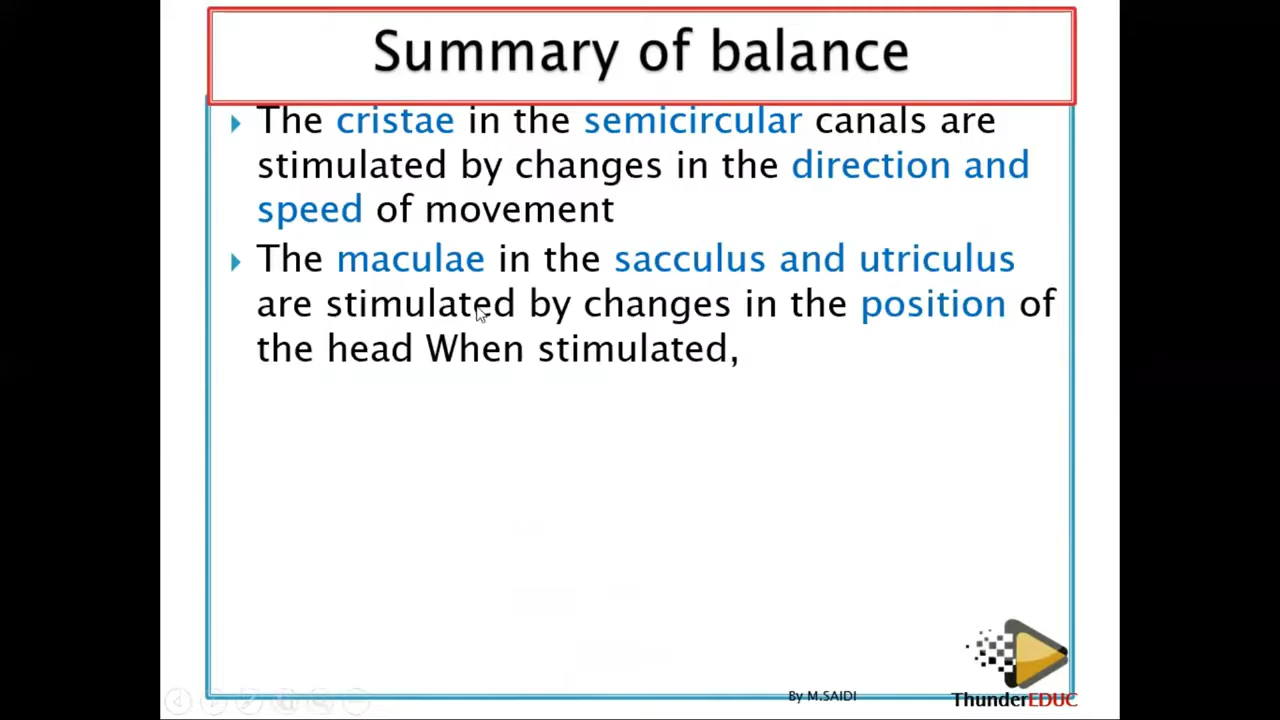 Summary of balance
The cristae in the semicircular canals are
stimulated by changes in the direction and
speed of movement
The maculae in the sacculus and utriculus
are stimulated by changes in the position of
the head When stimulated,
By M.SAIDI
ThunderEDUC